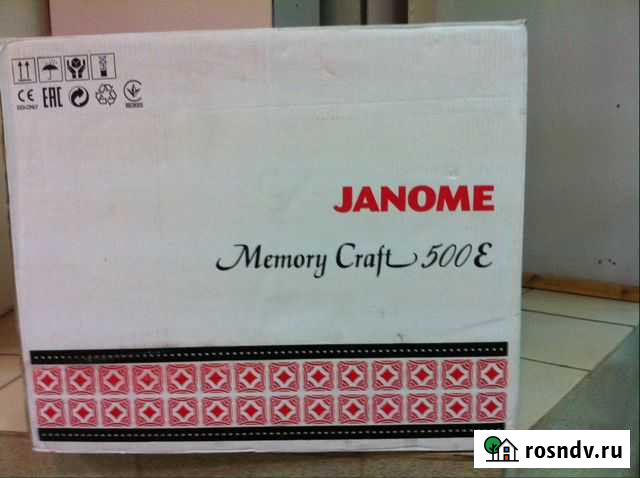 CE EAC
JANOME
Memory Craft 500E
rosndv.ru